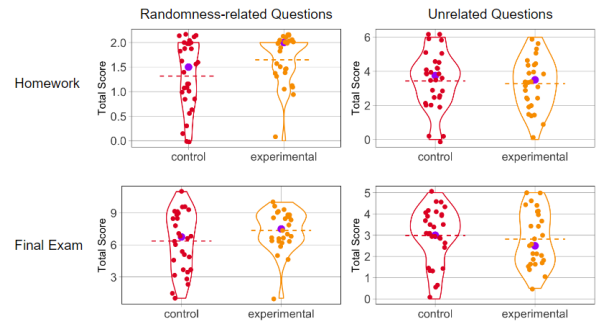 Randomness-related Questions
Unrelated Questions
Homework
Total Score
2.0
1.5
1.0
0.5
0.0
control
experimental
Total Score
6
4
2
0
control
experimental
Final Exam
Total Score
9
6
3
control
experimental
Total Score
5
4
3
2
1
0
control
experimental